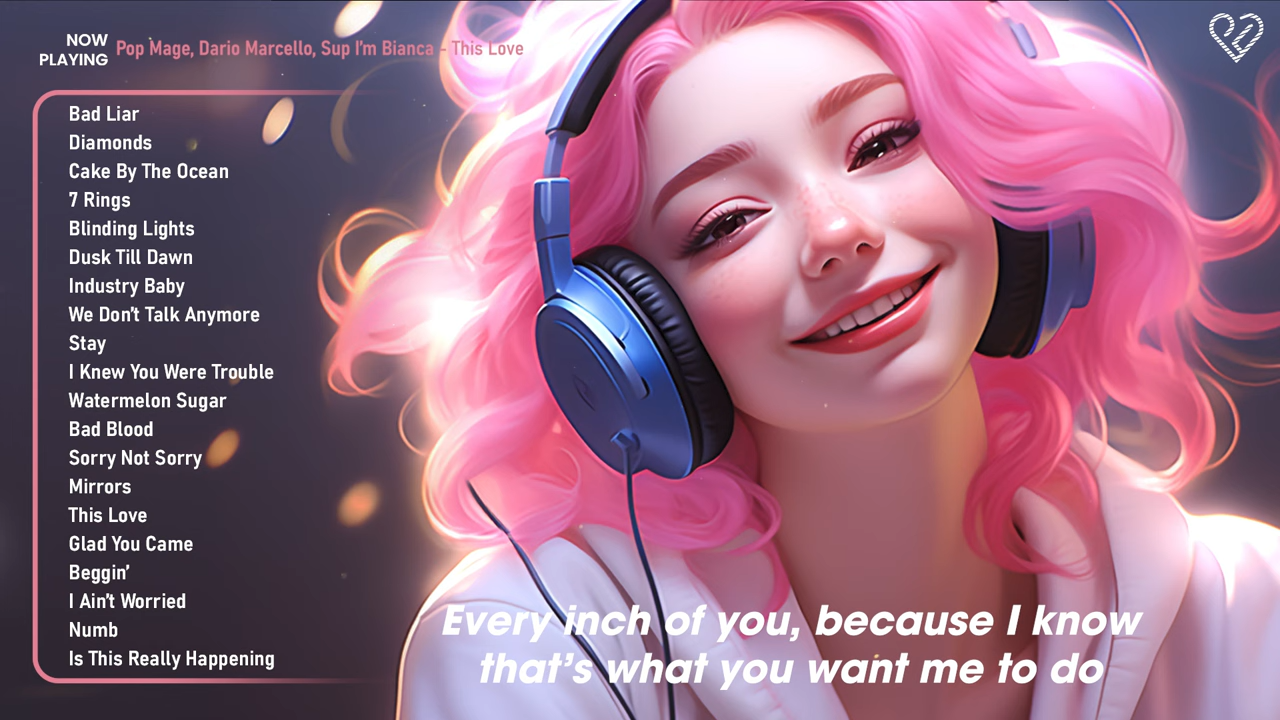 NOW
PLAYING
Pop Mage, Dario Marcello, Sup I'm Bianca - This Love
Bad Liar
Diamonds
Cake By The Ocean
7 Rings
Blinding Lights
Dusk Till Dawn
Industry Baby
We Don't Talk Anymore
Stay
I Knew You Were Trouble
Watermelon Sugar
Bad Blood
Sorry Not Sorry
Mirrors
This Love
Glad You Came
Beggin'
I Ain't Worried
Numb
Is This Really Happening
Every inch of you, because I know
that's what you want me to do